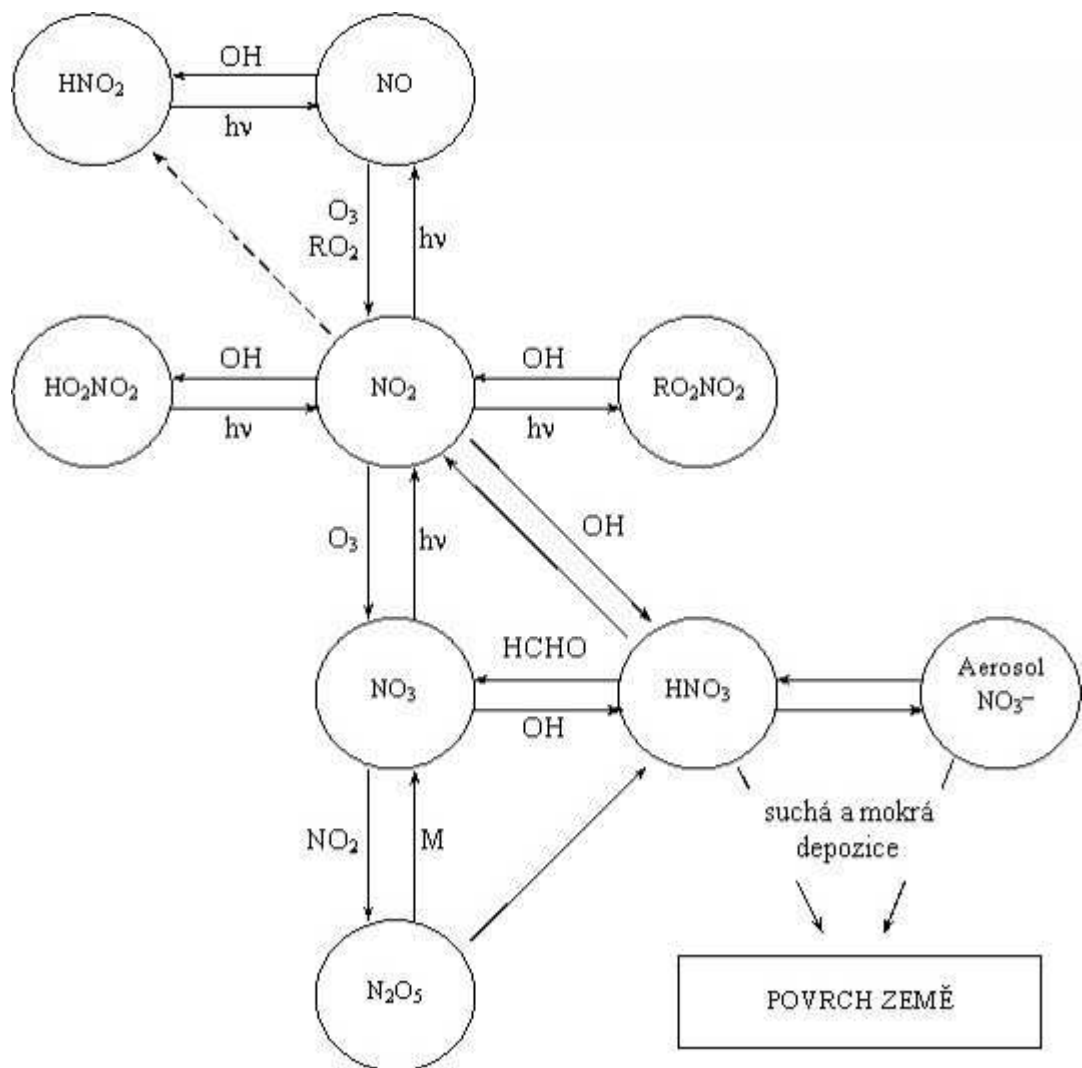 OH
HNO₂
NO
hν
O₃
RO₂
hν
OH
OH
HO₂NO₂
NO₂
RO₂NO₂
hν
hν
O₃
hν
OH
HCHO
NO₃
HNO₃
Aerosol
NO₃⁻
OH
suchá a mokrá
depozice
NO₂
M
N₂O₅
POVRCH ZEMĚ